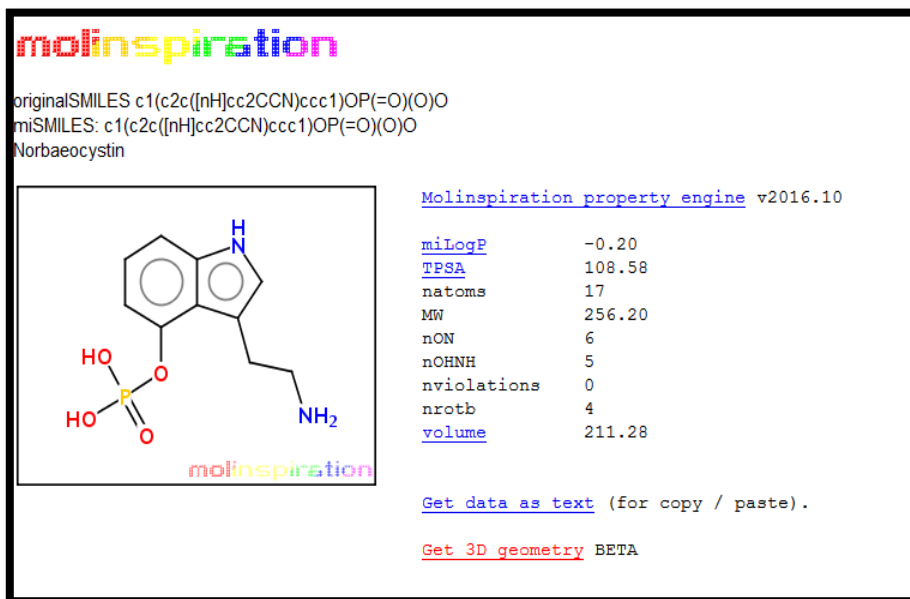 molinspiration
originalSMILES c1(c2c([nH]cc2CCN)ccc1)OP(=O)(O)O
miSMILES: c1(c2c([nH]cc2CCN)ccc1)OP(=O)(O)O
Norbaeocystin
H
N
HO
O
P
HO
O
NH2
molinspiration
Molinspiration property engine v2016.10
miLogP -0.20
TPSA 108.58
natoms 17
MW 256.20
nON 6
nOHNH 5
nviolations 0
nrotb 4
volume 211.28
Get data as text (for copy / paste).
Get 3D geometry BETA